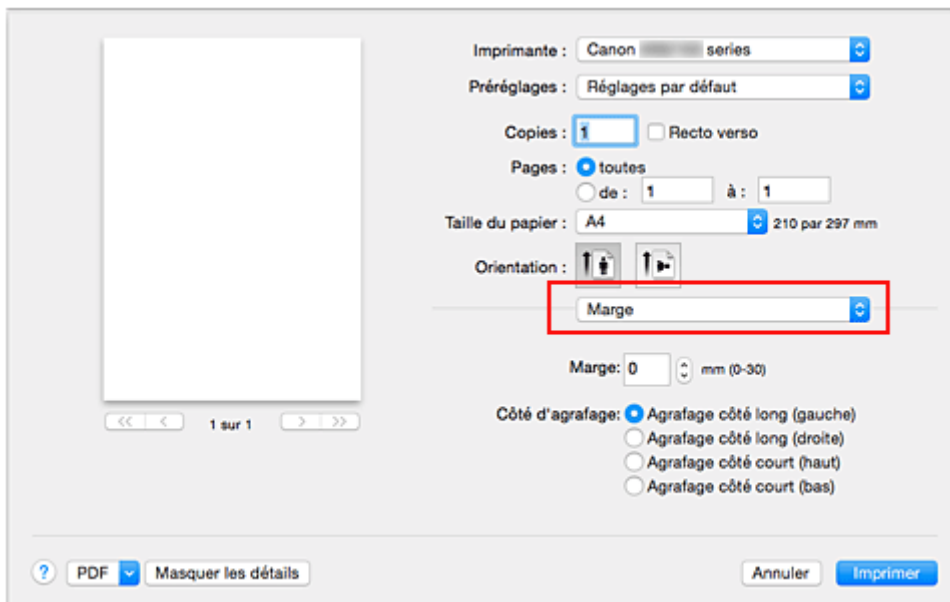 Imprimante : Canon series
Préréglages : Réglages par défaut
Copies : 1 Recto verso
Pages : toutes
de : 1 à : 1
Taille du papier : A4 210 par 297 mm
Orientation :
Marge
Marge: 0 mm (0-30)
1 sur 1
Côté d'agrafage: Agrafage côté long (gauche)
Agrafage côté long (droite)
Agrafage côté court (haut)
Agrafage côté court (bas)
? PDF Masquer les détails Annuler Imprimer